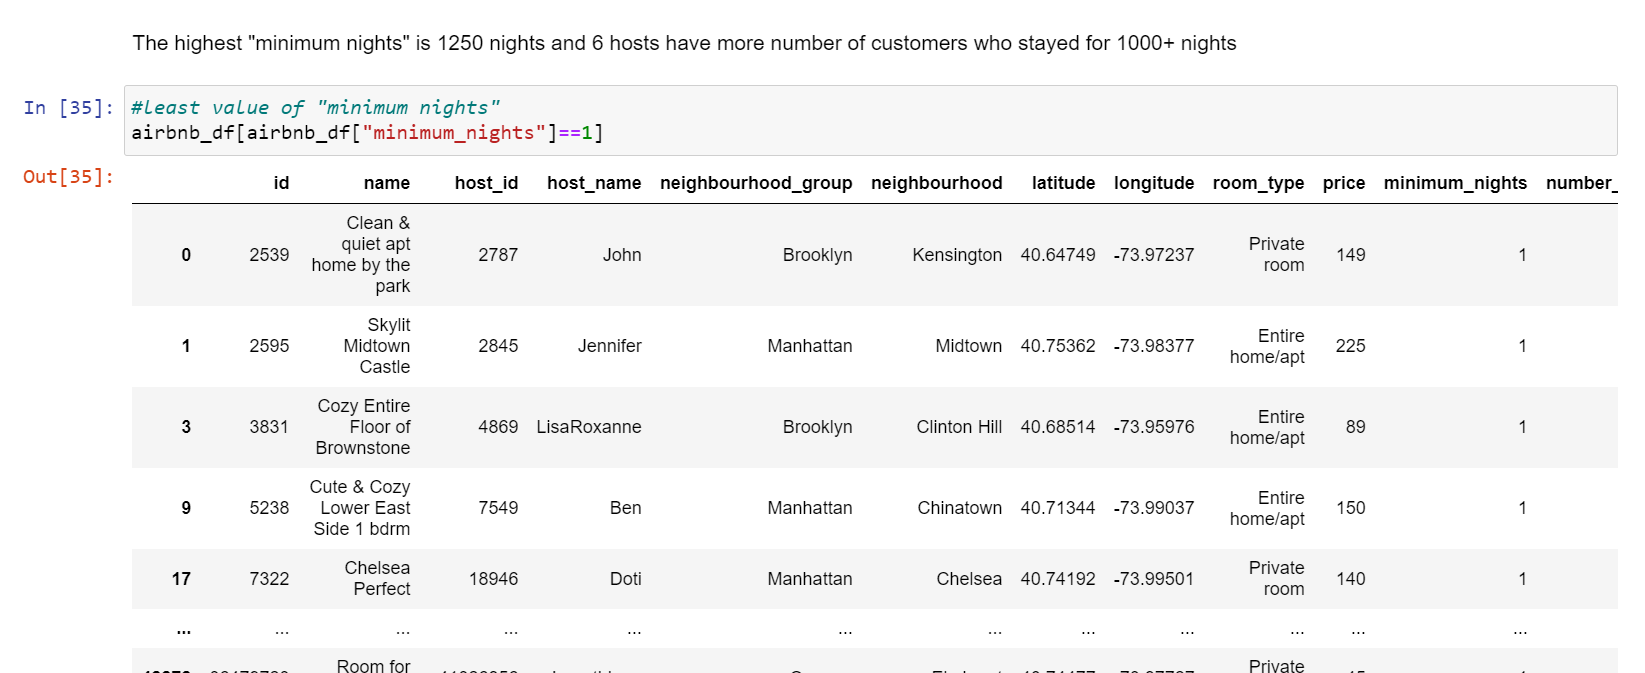 The highest "minimum nights" is 1250 nights and 6 hosts have more number of customers who stayed for 1000+ nights
In [35]: #least value of "minimum nights"
airbnb_df[airbnb_df["minimum_nights"]==1]
Out[35]:
id name host_id host_name neighbourhood_group neighbourhood latitude longitude room_type price minimum_nights number_
0 2539 Clean & quiet apt home by the park 2787 John Brooklyn Kensington 40.64749 -73.97237 Private room 149 1
1 2595 Skylit Midtown Castle 2845 Jennifer Manhattan Midtown 40.75362 -73.98377 Entire home/apt 225 1
3 3831 Cozy Entire Floor of Brownstone 4869 LisaRoxanne Brooklyn Clinton Hill 40.68514 -73.95976 Entire home/apt 89 1
9 5238 Cute & Cozy Lower East Side 1 bdrm 7549 Ben Manhattan Chinatown 40.71344 -73.99037 Entire home/apt 150 1
17 7322 Chelsea Perfect 18946 Doti Manhattan Chelsea 40.74192 -73.99501 Private room 140 1
... ... ... ... ... ... ... ... ... ... ... ...
Room for Private